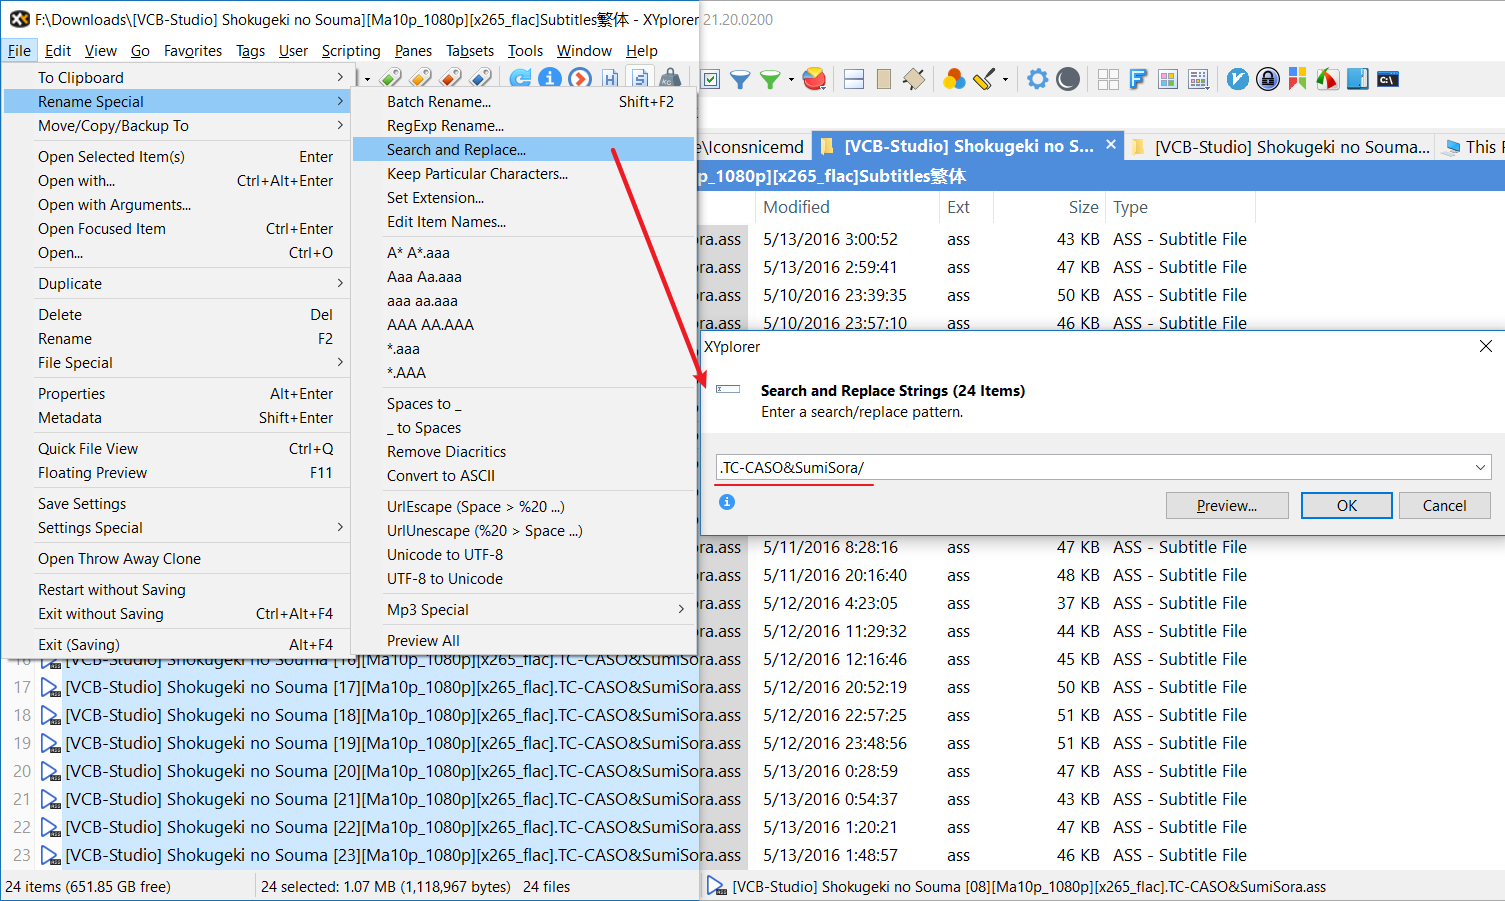 F:\Downloads\[VCB-Studio] Shokugeki no Souma][Ma10p_1080p][x265_flac]Subtitles繁体 - XYplorer 21.20.0200
File Edit View Go Favorites Tags User Scripting Panes Tabsets Tools Window Help
To Clipboard
Rename Special
Move/Copy/Backup To
Open Selected Item(s) Enter
Open with... Ctrl+Alt+Enter
Open with Arguments...
Open Focused Item Ctrl+Enter
Open... Ctrl+O
Duplicate
Delete Del
Rename F2
File Special
Properties Alt+Enter
Metadata Shift+Enter
Quick File View Ctrl+Q
Floating Preview F11
Save Settings
Settings Special
Open Throw Away Clone
Restart without Saving
Exit without Saving Ctrl+Alt+F4
Exit (Saving) Alt+F4
Batch Rename... Shift+F2
RegExp Rename...
Search and Replace...
Keep Particular Characters...
Set Extension...
Edit Item Names...
A* A*.aaa
Aaa Aa.aaa
aaa aa.aaa
AAA AA.AAA
*.aaa
*.AAA
Spaces to _
_ to Spaces
Remove Diacritics
Convert to ASCII
UrlEscape (Space > %20 ...)
UrlUnescape (%20 > Space ...)
Unicode to UTF-8
UTF-8 to Unicode
Mp3 Special
Preview All
e\Iconsnicemd [VCB-Studio] Shokugeki no S... [VCB-Studio] Shokugeki no Souma... This P
p_1080p][x265_flac]Subtitles繁体
Modified Ext Size Type
ra.ass 5/13/2016 3:00:52 ass 43 KB ASS - Subtitle File
ra.ass 5/13/2016 2:59:41 ass 47 KB ASS - Subtitle File
ra.ass 5/10/2016 23:39:35 ass 50 KB ASS - Subtitle File
ra.ass 5/10/2016 23:57:10 ass 46 KB ASS - Subtitle File
XYplorer
Search and Replace Strings (24 Items)
Enter a search/replace pattern.
.TC-CASO&SumiSora/
Preview... OK Cancel
ra.ass 5/11/2016 8:28:16 ass 47 KB ASS - Subtitle File
ra.ass 5/11/2016 20:16:40 ass 48 KB ASS - Subtitle File
ra.ass 5/12/2016 4:23:05 ass 37 KB ASS - Subtitle File
ra.ass 5/12/2016 11:29:32 ass 44 KB ASS - Subtitle File
16 [VCB-Studio] Shokugeki no Souma [16][Ma10p_1080p][x265_flac].TC-CASO&SumiSora.ass 5/12/2016 12:16:46 ass 45 KB ASS - Subtitle File
17 [VCB-Studio] Shokugeki no Souma [17][Ma10p_1080p][x265_flac].TC-CASO&SumiSora.ass 5/12/2016 20:52:19 ass 50 KB ASS - Subtitle File
18 [VCB-Studio] Shokugeki no Souma [18][Ma10p_1080p][x265_flac].TC-CASO&SumiSora.ass 5/12/2016 22:57:25 ass 51 KB ASS - Subtitle File
19 [VCB-Studio] Shokugeki no Souma [19][Ma10p_1080p][x265_flac].TC-CASO&SumiSora.ass 5/12/2016 23:48:56 ass 51 KB ASS - Subtitle File
20 [VCB-Studio] Shokugeki no Souma [20][Ma10p_1080p][x265_flac].TC-CASO&SumiSora.ass 5/13/2016 0:28:59 ass 47 KB ASS - Subtitle File
21 [VCB-Studio] Shokugeki no Souma [21][Ma10p_1080p][x265_flac].TC-CASO&SumiSora.ass 5/13/2016 0:54:37 ass 43 KB ASS - Subtitle File
22 [VCB-Studio] Shokugeki no Souma [22][Ma10p_1080p][x265_flac].TC-CASO&SumiSora.ass 5/13/2016 1:20:21 ass 47 KB ASS - Subtitle File
23 [VCB-Studio] Shokugeki no Souma [23][Ma10p_1080p][x265_flac].TC-CASO&SumiSora.ass 5/13/2016 1:48:57 ass 46 KB ASS - Subtitle File
24 items (651.85 GB free) 24 selected: 1.07 MB (1,118,967 bytes) 24 files [VCB-Studio] Shokugeki no Souma [08][Ma10p_1080p][x265_flac].TC-CASO&SumiSora.ass